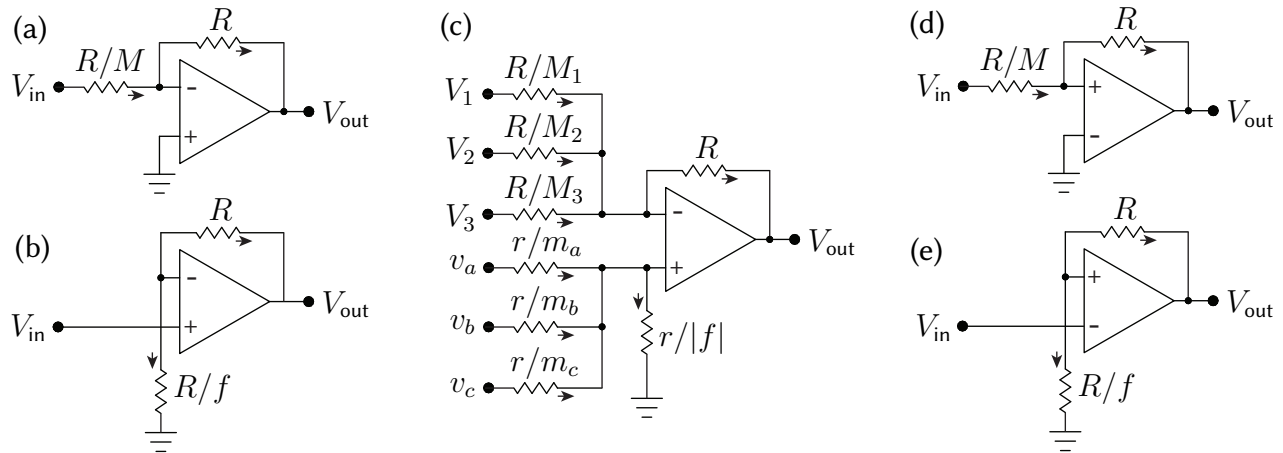 (a)
R
R/M
V_in
-
+
V_out
(b)
R
-
V_in
+
V_out
R/f
(c)
V_1
R/M_1
V_2
R/M_2
V_3
R/M_3
R
-
+
V_out
v_a
r/m_a
v_b
r/m_b
r/|f|
v_c
r/m_c
(d)
R
R/M
V_in
+
-
V_out
(e)
R
+
V_in
-
V_out
R/f